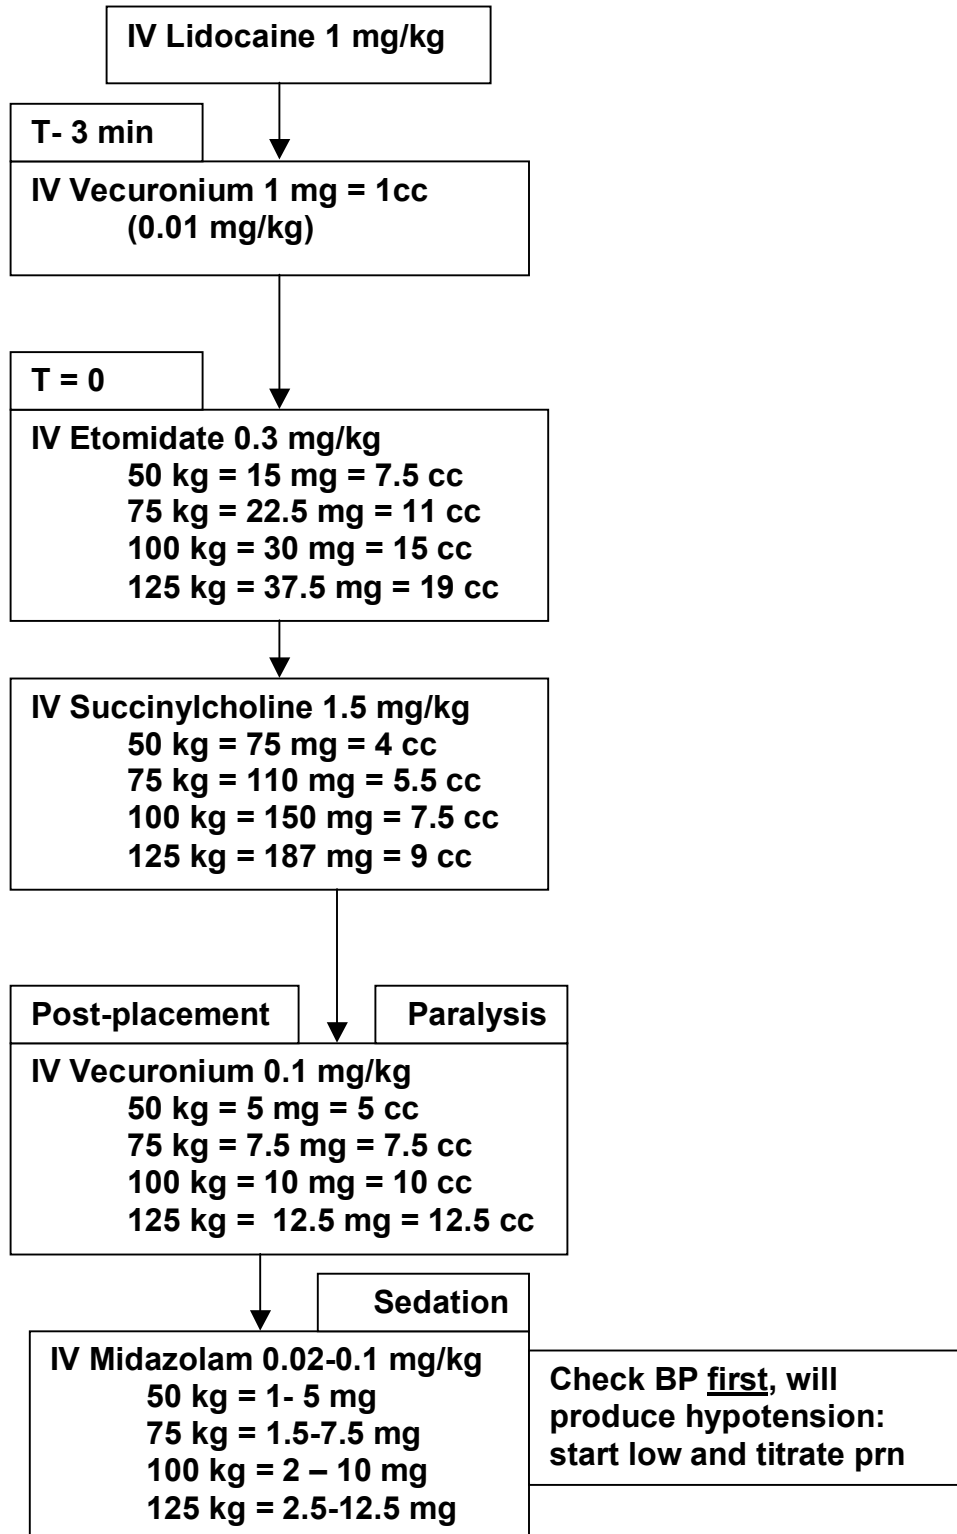 IV Lidocaine 1 mg/kg
T- 3 min
IV Vecuronium 1 mg = 1cc
(0.01 mg/kg)
T = 0
IV Etomidate 0.3 mg/kg
50 kg = 15 mg = 7.5 cc
75 kg = 22.5 mg = 11 cc
100 kg = 30 mg = 15 cc
125 kg = 37.5 mg = 19 cc
IV Succinylcholine 1.5 mg/kg
50 kg = 75 mg = 4 cc
75 kg = 110 mg = 5.5 cc
100 kg = 150 mg = 7.5 cc
125 kg = 187 mg = 9 cc
Post-placement
Paralysis
IV Vecuronium 0.1 mg/kg
50 kg = 5 mg = 5 cc
75 kg = 7.5 mg = 7.5 cc
100 kg = 10 mg = 10 cc
125 kg =  12.5 mg = 12.5 cc
Sedation
IV Midazolam 0.02-0.1 mg/kg
50 kg = 1- 5 mg
75 kg = 1.5-7.5 mg
100 kg = 2 – 10 mg
125 kg = 2.5-12.5 mg
Check BP first, will
produce hypotension:
start low and titrate prn